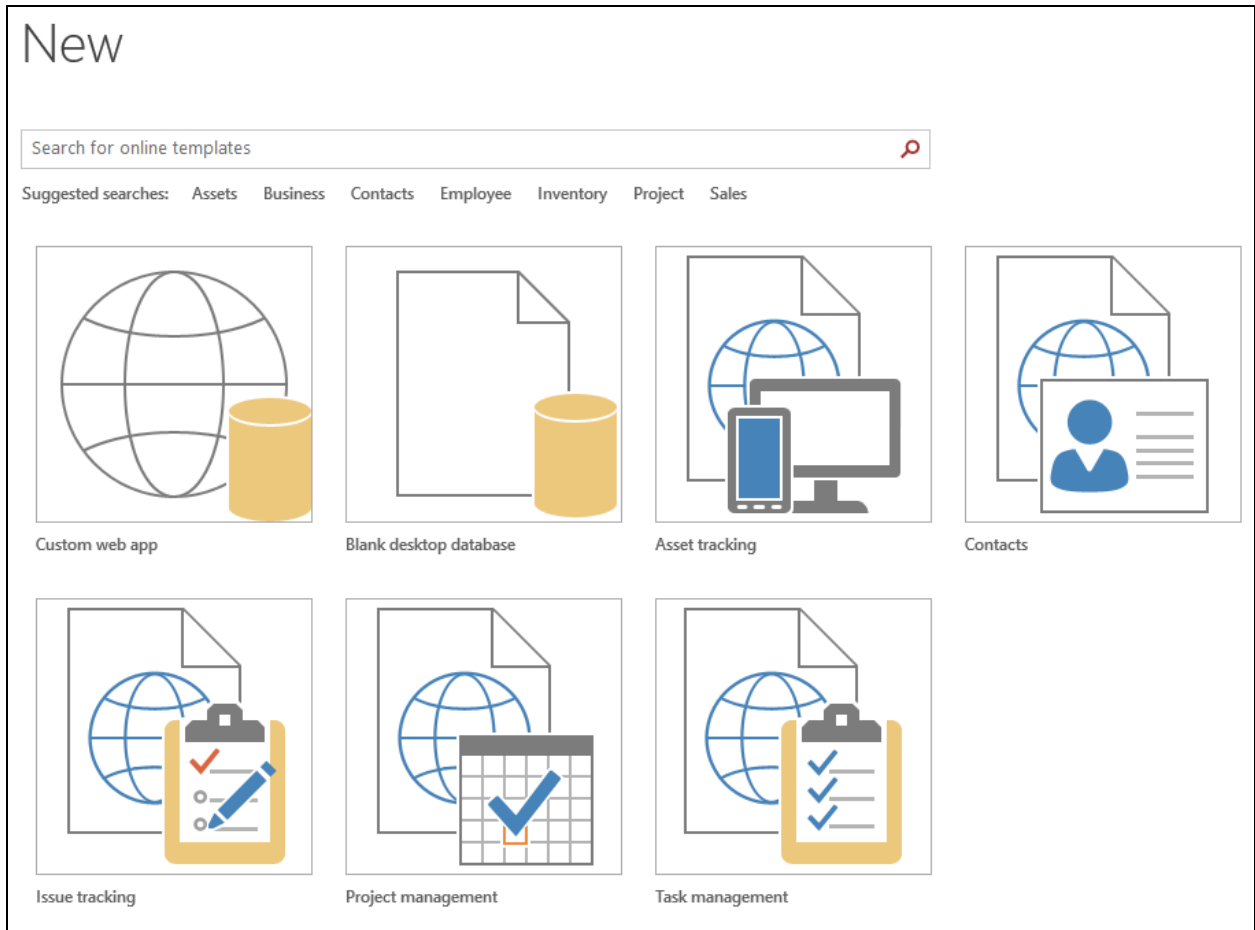 New
Search for online templates
Suggested searches: Assets Business Contacts Employee Inventory Project Sales
Custom web app Blank desktop database Asset tracking Contacts
Issue tracking Project management Task management